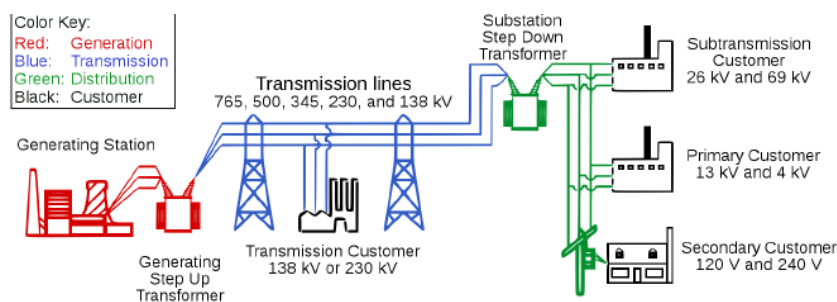 Color Key:
Red: Generation
Blue: Transmission
Green: Distribution
Black: Customer
Substation
Step Down
Transformer
Subtransmission
Customer
26 kV and 69 kV
Transmission lines
765, 500, 345, 230, and 138 kV
Generating Station
Primary Customer
13 kV and 4 kV
Transmission Customer
138 kV or 230 kV
Secondary Customer
120 V and 240 V
Generating
Step Up
Transformer